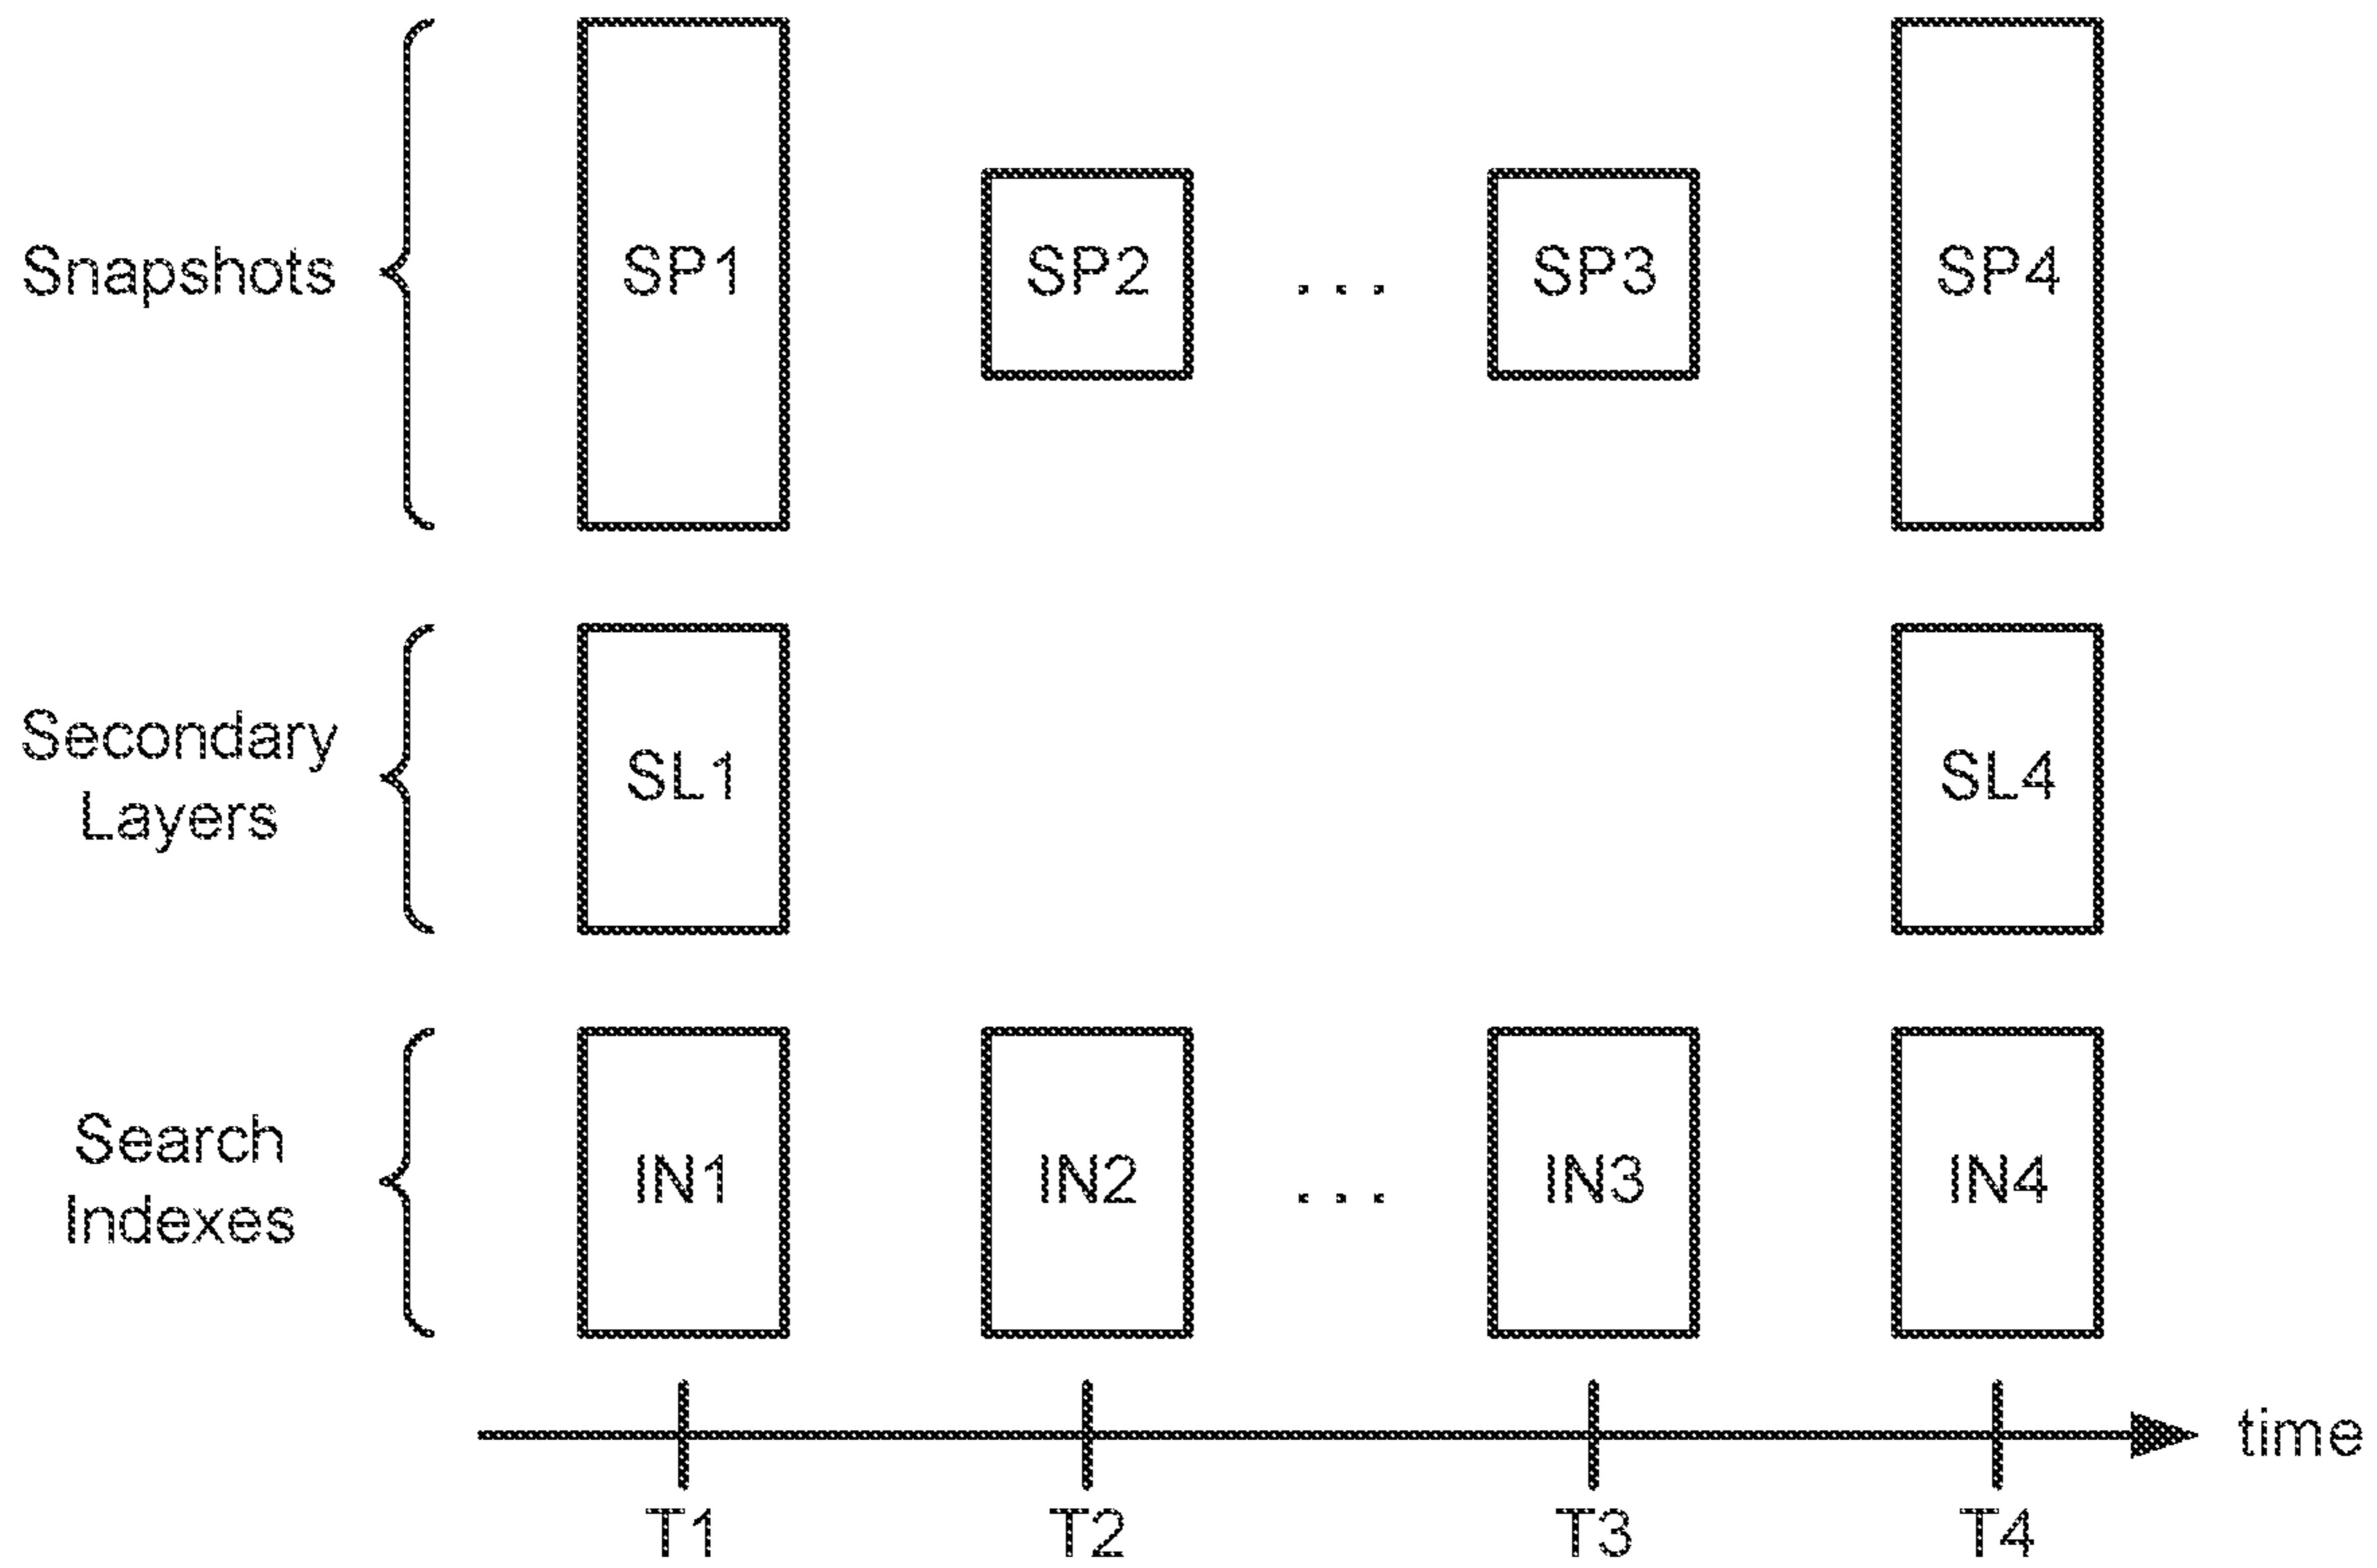 Snapshots
SP1 SP2 ... SP3 SP4
Secondary
Layers
SL1 SL4
Search
Indexes
IN1 IN2 ... IN3 IN4
time
T1 T2 T3 T4